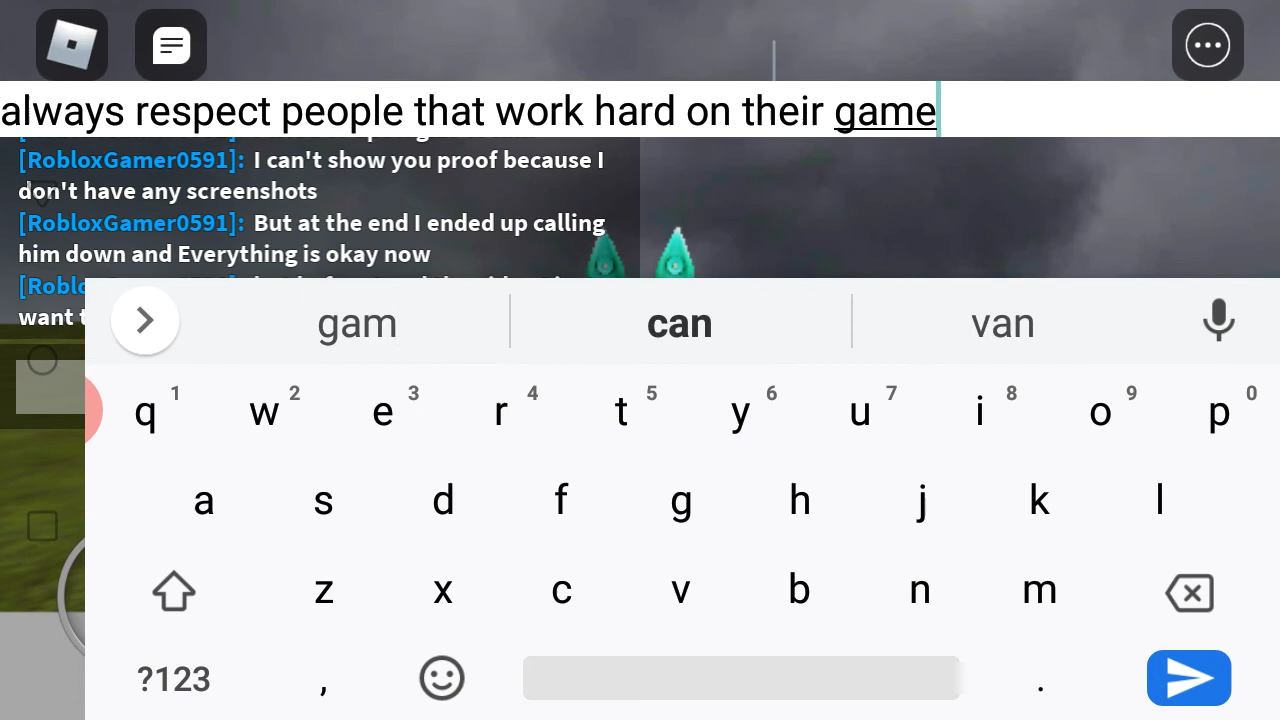 always respect people that work hard on their game
[RobloxGamer0591]: I can't show you proof because I
don't have any screenshots
[RobloxGamer0591]: But at the end I ended up calling
him down and Everything is okay now
want
gam can van
q 1 w 2 e 3 r 4 t 5 y 6 u 7 i 8 o 9 p 0
a s d f g h j k l
z x c v b n m
?123 , .